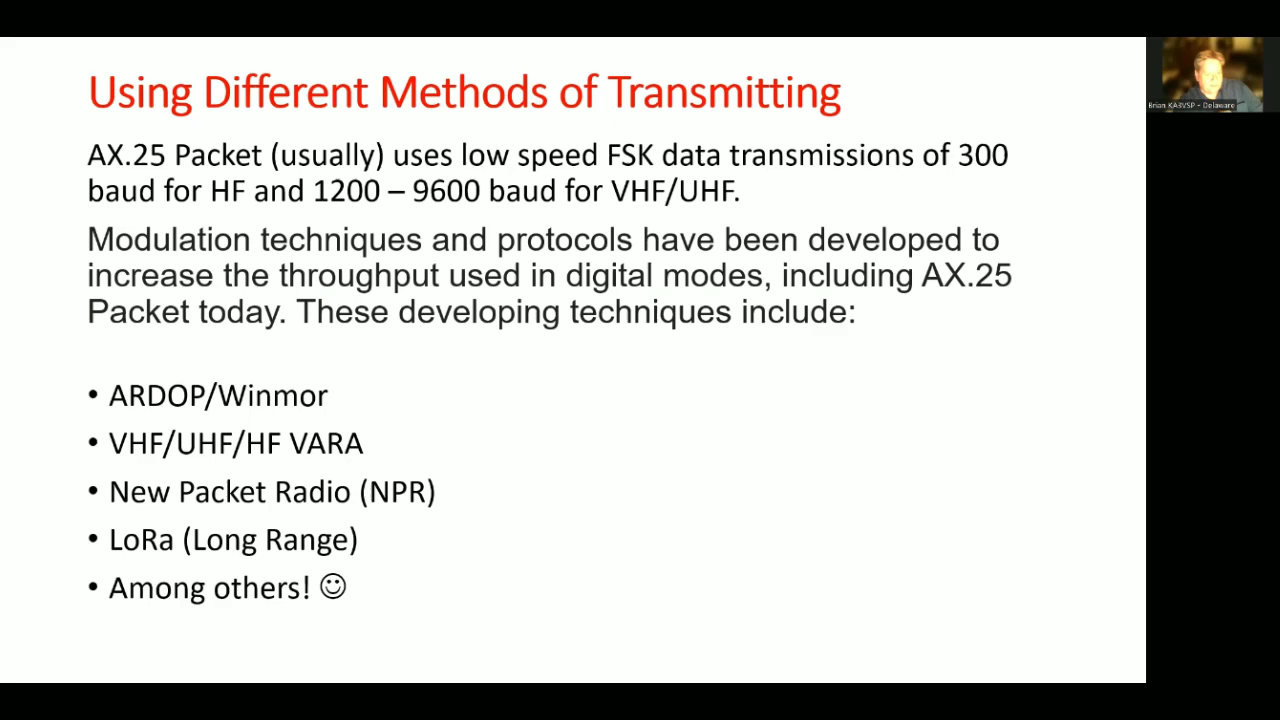 Using Different Methods of Transmitting
AX.25 Packet (usually) uses low speed FSK data transmissions of 300
baud for HF and 1200 – 9600 baud for VHF/UHF.
Modulation techniques and protocols have been developed to
increase the throughput used in digital modes, including AX.25
Packet today. These developing techniques include:
• ARDOP/Winmor
• VHF/UHF/HF VARA
• New Packet Radio (NPR)
• LoRa (Long Range)
• Among others! ☺
Brian KA3VSP - Delaware